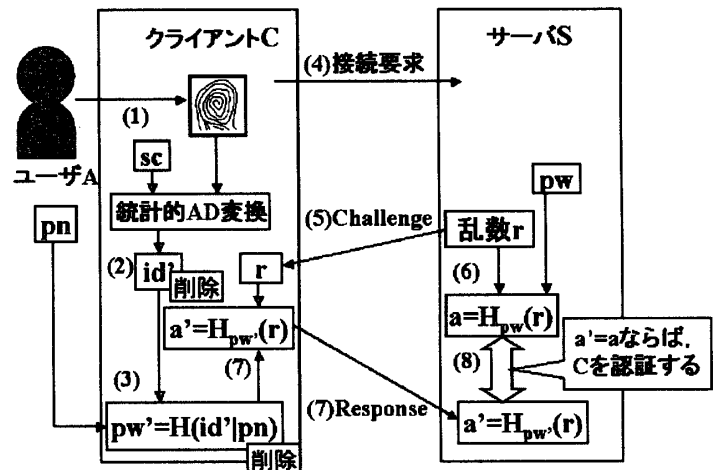 クライアントC
サーバS
(4)接続要求
(1)
ユーザA
sc
pw
統計的AD変換
pn
(5)Challenge
乱数r
(2)
id'
削除
r
(6)
a'=H_pw'(r)
a=H_pw(r)
(7)
(8)
a'=aならば,
Cを認証する
(3)
pw'=H(id'|pn)
削除
(7)Response
a'=H_pw'(r)